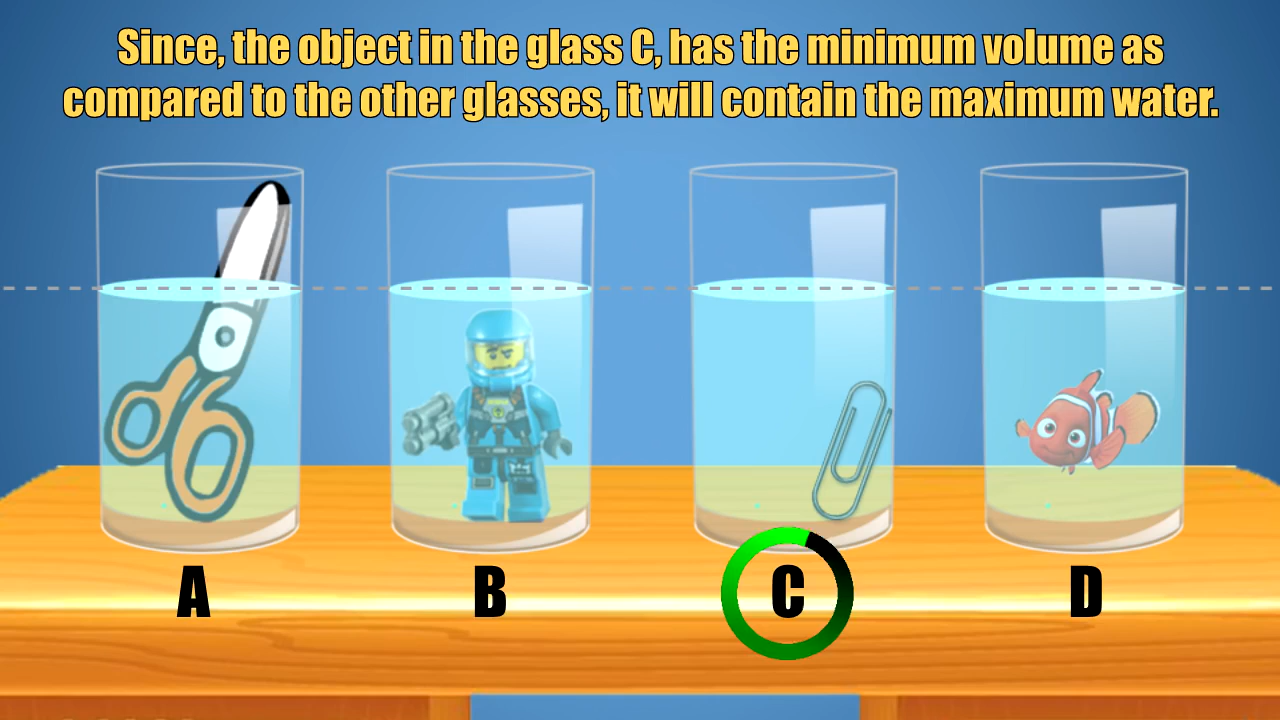 Since, the object in the glass C, has the minimum volume as
compared to the other glasses, it will contain the maximum water.
A B C D